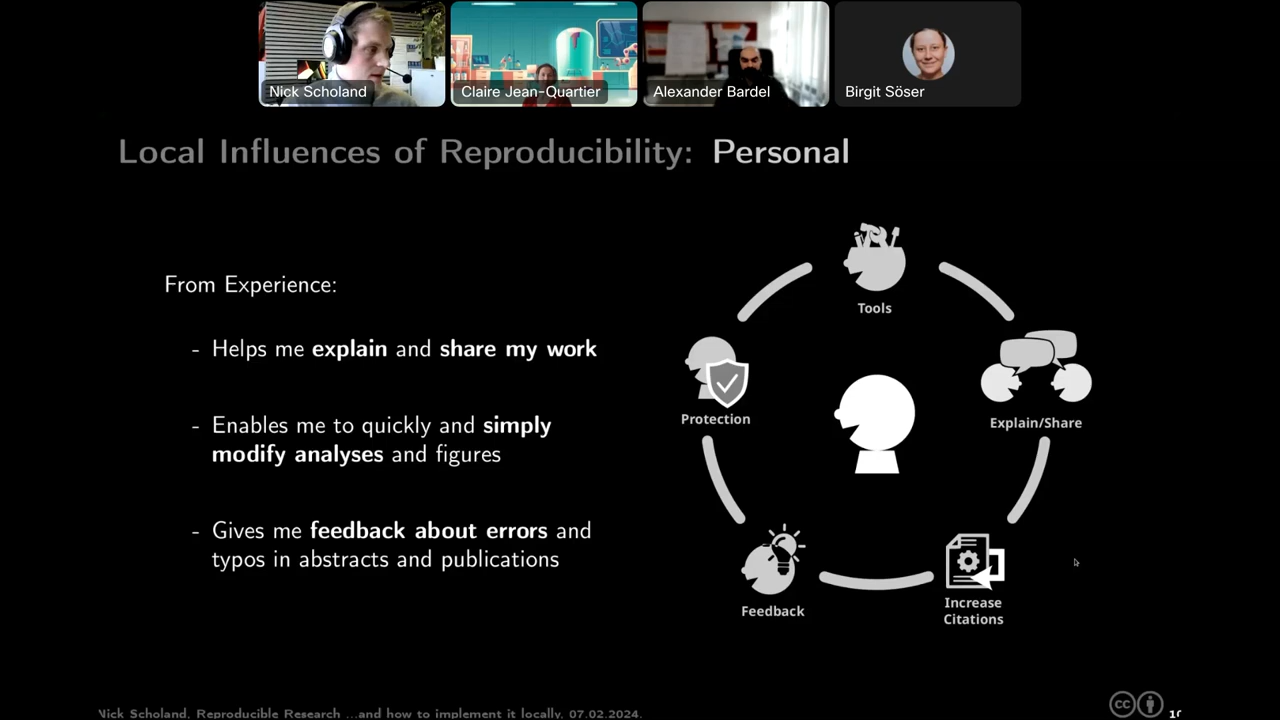 Nick Scholand
Claire Jean-Quartier
Alexander Bardel
Birgit Söser
Local Influences of Reproducibility: Personal
From Experience:
- Helps me explain and share my work
- Enables me to quickly and simply
modify analyses and figures
- Gives me feedback about errors and
typos in abstracts and publications
Tools
Explain/Share
Increase
Citations
Feedback
Protection
Nick Scholand, Reproducible Research ...and how to implement it locally, 07.02.2024.
cc